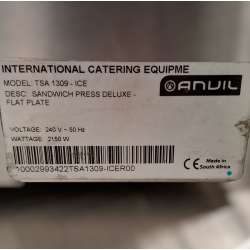 INTERNATIONAL CATERING EQUIPME
MODEL: TSA 1309 - ICE
DESC: SANDWICH PRESS DELUXE -
FLAT PLATE
ANVIL
VOLTAGE: 240 V ~ 50 Hz
WATTAGE: 2150 W
CE Made in
South Africa
10002993422TSA1309-ICER00